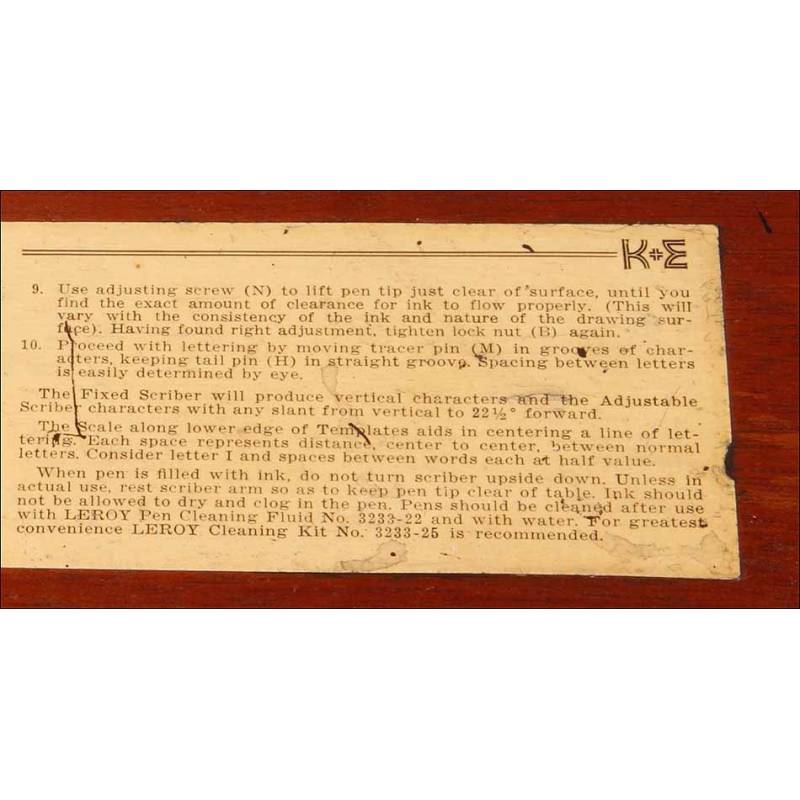 K+E
9. Use adjusting screw (N) to lift pen tip just clear of surface, until you
find the exact amount of clearance for ink to flow properly. (This will
vary with the consistency of the ink and nature of the drawing sur-
face). Having found right adjustment, tighten lock nut (B) again.
10. Proceed with lettering by moving tracer pin (M) in grooves of char-
acters, keeping tail pin (H) in straight groove. Spacing between letters
is easily determined by eye.
The Fixed Scriber will produce vertical characters and the Adjustable
Scriber characters with any slant from vertical to 22½° forward.
The Scale along lower edge of Templates aids in centering a line of let-
tering. Each space represents distance, center to center, between normal
letters. Consider letter I and spaces between words each at half value.
When pen is filled with ink, do not turn scriber upside down. Unless in
actual use, rest scriber arm so as to keep pen tip clear of table. Ink should
not be allowed to dry and clog in the pen. Pens should be cleaned after use
with LEROY Pen Cleaning Fluid No. 3233-22 and with water. For greatest
convenience LEROY Cleaning Kit No. 3233-25 is recommended.